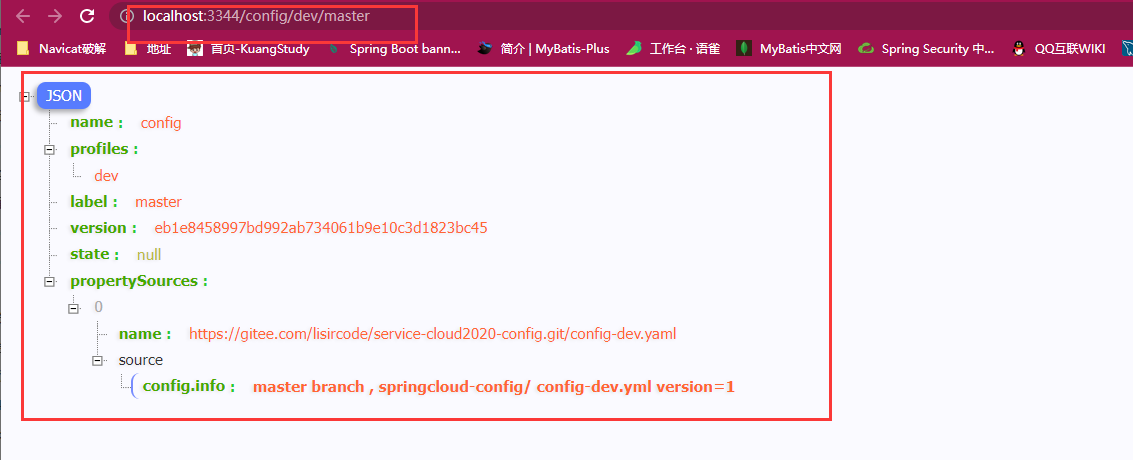 localhost:3344/config/dev/master
Navicat破解 地址 首页-KuangStudy Spring Boot bann... 简介 | MyBatis-Plus 工作台 · 语雀 MyBatis中文网 Spring Security 中... QQ互联WIKI
JSON
name : config
profiles :
dev
label : master
version : eb1e8458997bd992ab734061b9e10c3d1823bc45
state : null
propertySources :
0
name : https://gitee.com/lisircode/service-cloud2020-config.git/config-dev.yaml
source
config.info : master branch , springcloud-config/ config-dev.yml version=1